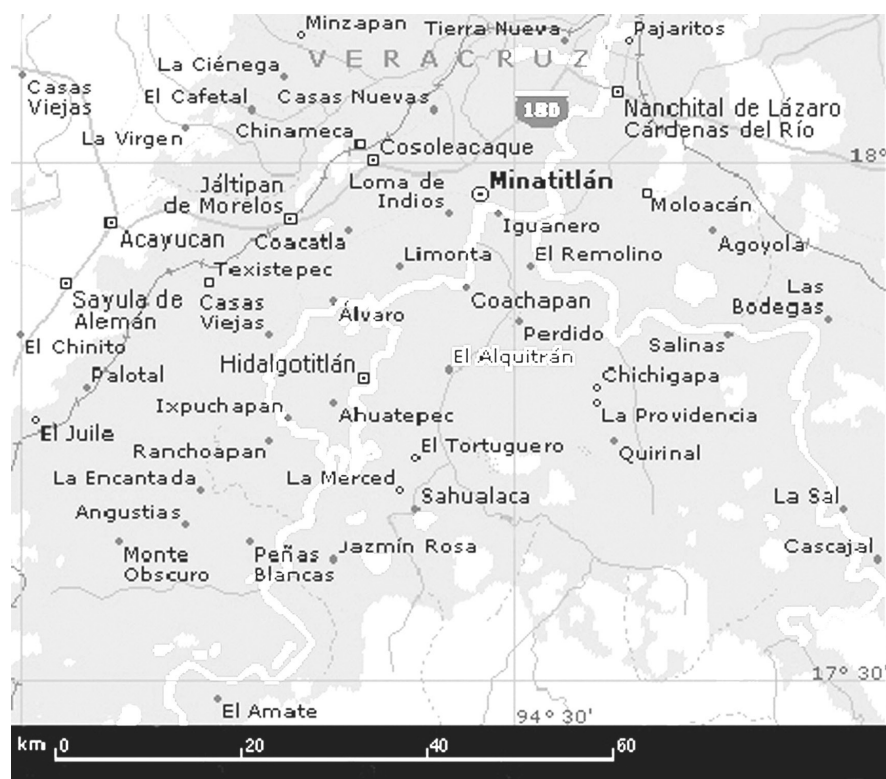 Minzapan
Tierra Nueva
Pajaritos
VERACRUZ
La Ciénega
Casas
Viejas
El Cafetal
Casas Nuevas
180
Nanchital de Lázaro
Cárdenas del Río
La Virgen
Chinameca
Cosoleacaque
18°
Jáltipan
de Morelos
Loma de
Indios
Minatitlán
Moloacán
Acayucan
Coacatla
Iguanero
Agoyola
Texistepec
Limonta
El Remolino
Sayula de
Alemán
Casas
Viejas
Álvaro
Coachapan
Las
Bodegas
El Chinito
Perdido
Salinas
Hidalgotitlán
El Alquitrán
Palotal
Chichigapa
Ixpuchapan
Ahuatepec
La Providencia
El Juile
Ranchoapan
El Tortuguero
Quirinal
La Encantada
La Merced
Sahualaca
La Sal
Angustias
Monte
Obscuro
Peñas
Blancas
Jazmín Rosa
Cascajal
17° 30'
El Amate
94° 30'
km 0 20 40 60